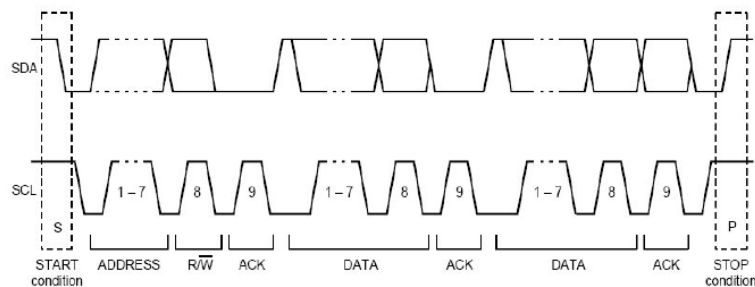 SDA
SCL
1 – 7
8
9
1 – 7
8
9
1 – 7
8
9
S
P
START
condition
ADDRESS
R/W̅
ACK
DATA
ACK
DATA
ACK
STOP
condition